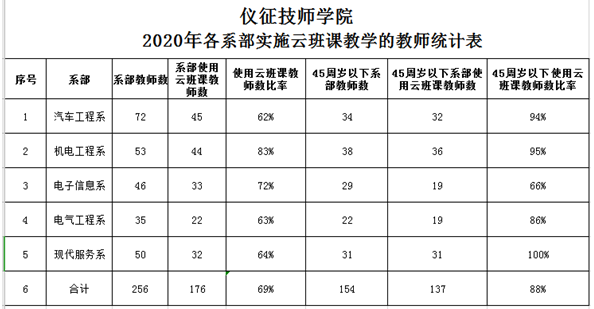 仪征技师学院
2020年各系部实施云班课教学的教师统计表
序号 系部 系部教师数 系部使用云班课教师数 使用云班课教师数比率 45周岁以下系部教师数 45周岁以下系部使用云班课教师数 45周岁以下使用云班课教师数比率
1 汽车工程系 72 45 62% 34 32 94%
2 机电工程系 53 44 83% 38 36 95%
3 电子信息系 46 33 72% 29 19 66%
4 电气工程系 35 22 63% 22 19 86%
5 现代服务系 50 32 64% 31 31 100%
6 合计 256 176 69% 154 137 88%